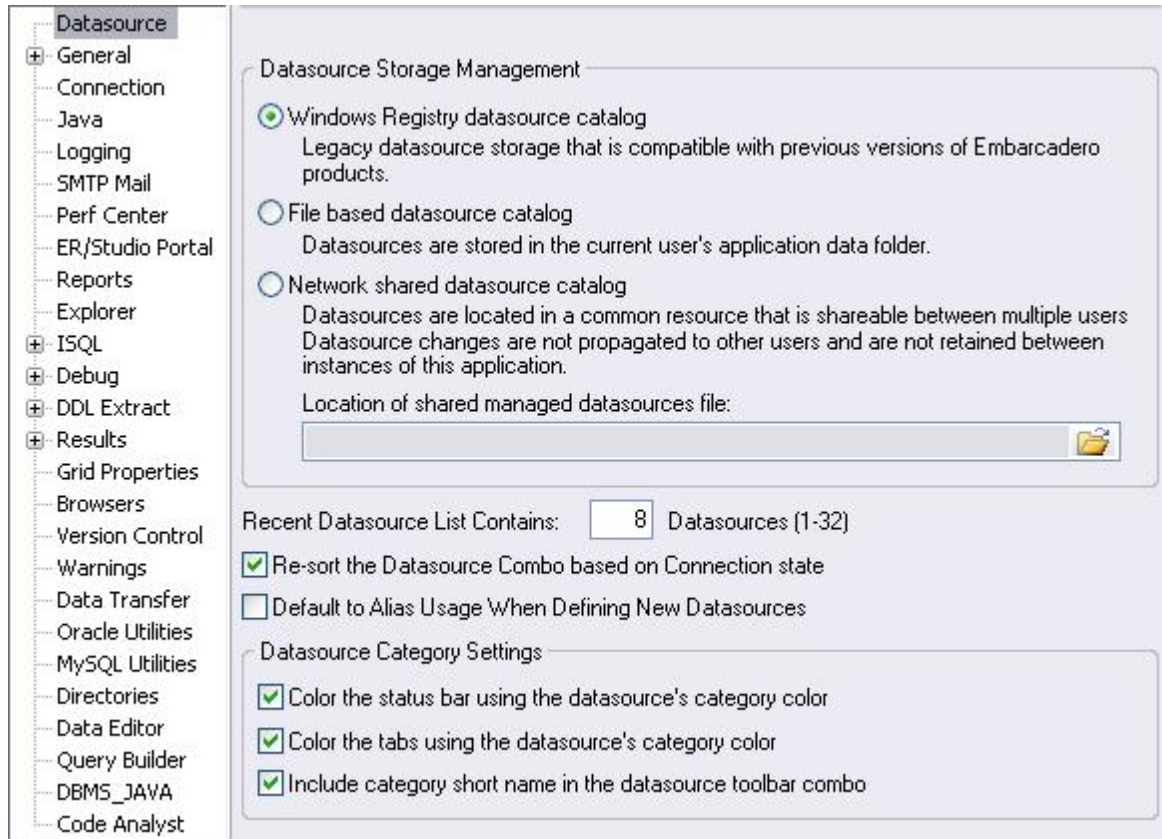 Datasource
General
Connection
Java
Logging
SMTP Mail
Perf Center
ER/Studio Portal
Reports
Explorer
ISQL
Debug
DDL Extract
Results
Grid Properties
Browsers
Version Control
Warnings
Data Transfer
Oracle Utilities
MySQL Utilities
Directories
Data Editor
Query Builder
DBMS_JAVA
Code Analyst
Datasource Storage Management
Windows Registry datasource catalog
Legacy datasource storage that is compatible with previous versions of Embarcadero
products.
File based datasource catalog
Datasources are stored in the current user's application data folder.
Network shared datasource catalog
Datasources are located in a common resource that is shareable between multiple users
Datasource changes are not propagated to other users and are not retained between
instances of this application.
Location of shared managed datasources file:
Recent Datasource List Contains: 8 Datasources (1-32)
Re-sort the Datasource Combo based on Connection state
Default to Alias Usage When Defining New Datasources
Datasource Category Settings
Color the status bar using the datasource's category color
Color the tabs using the datasource's category color
Include category short name in the datasource toolbar combo